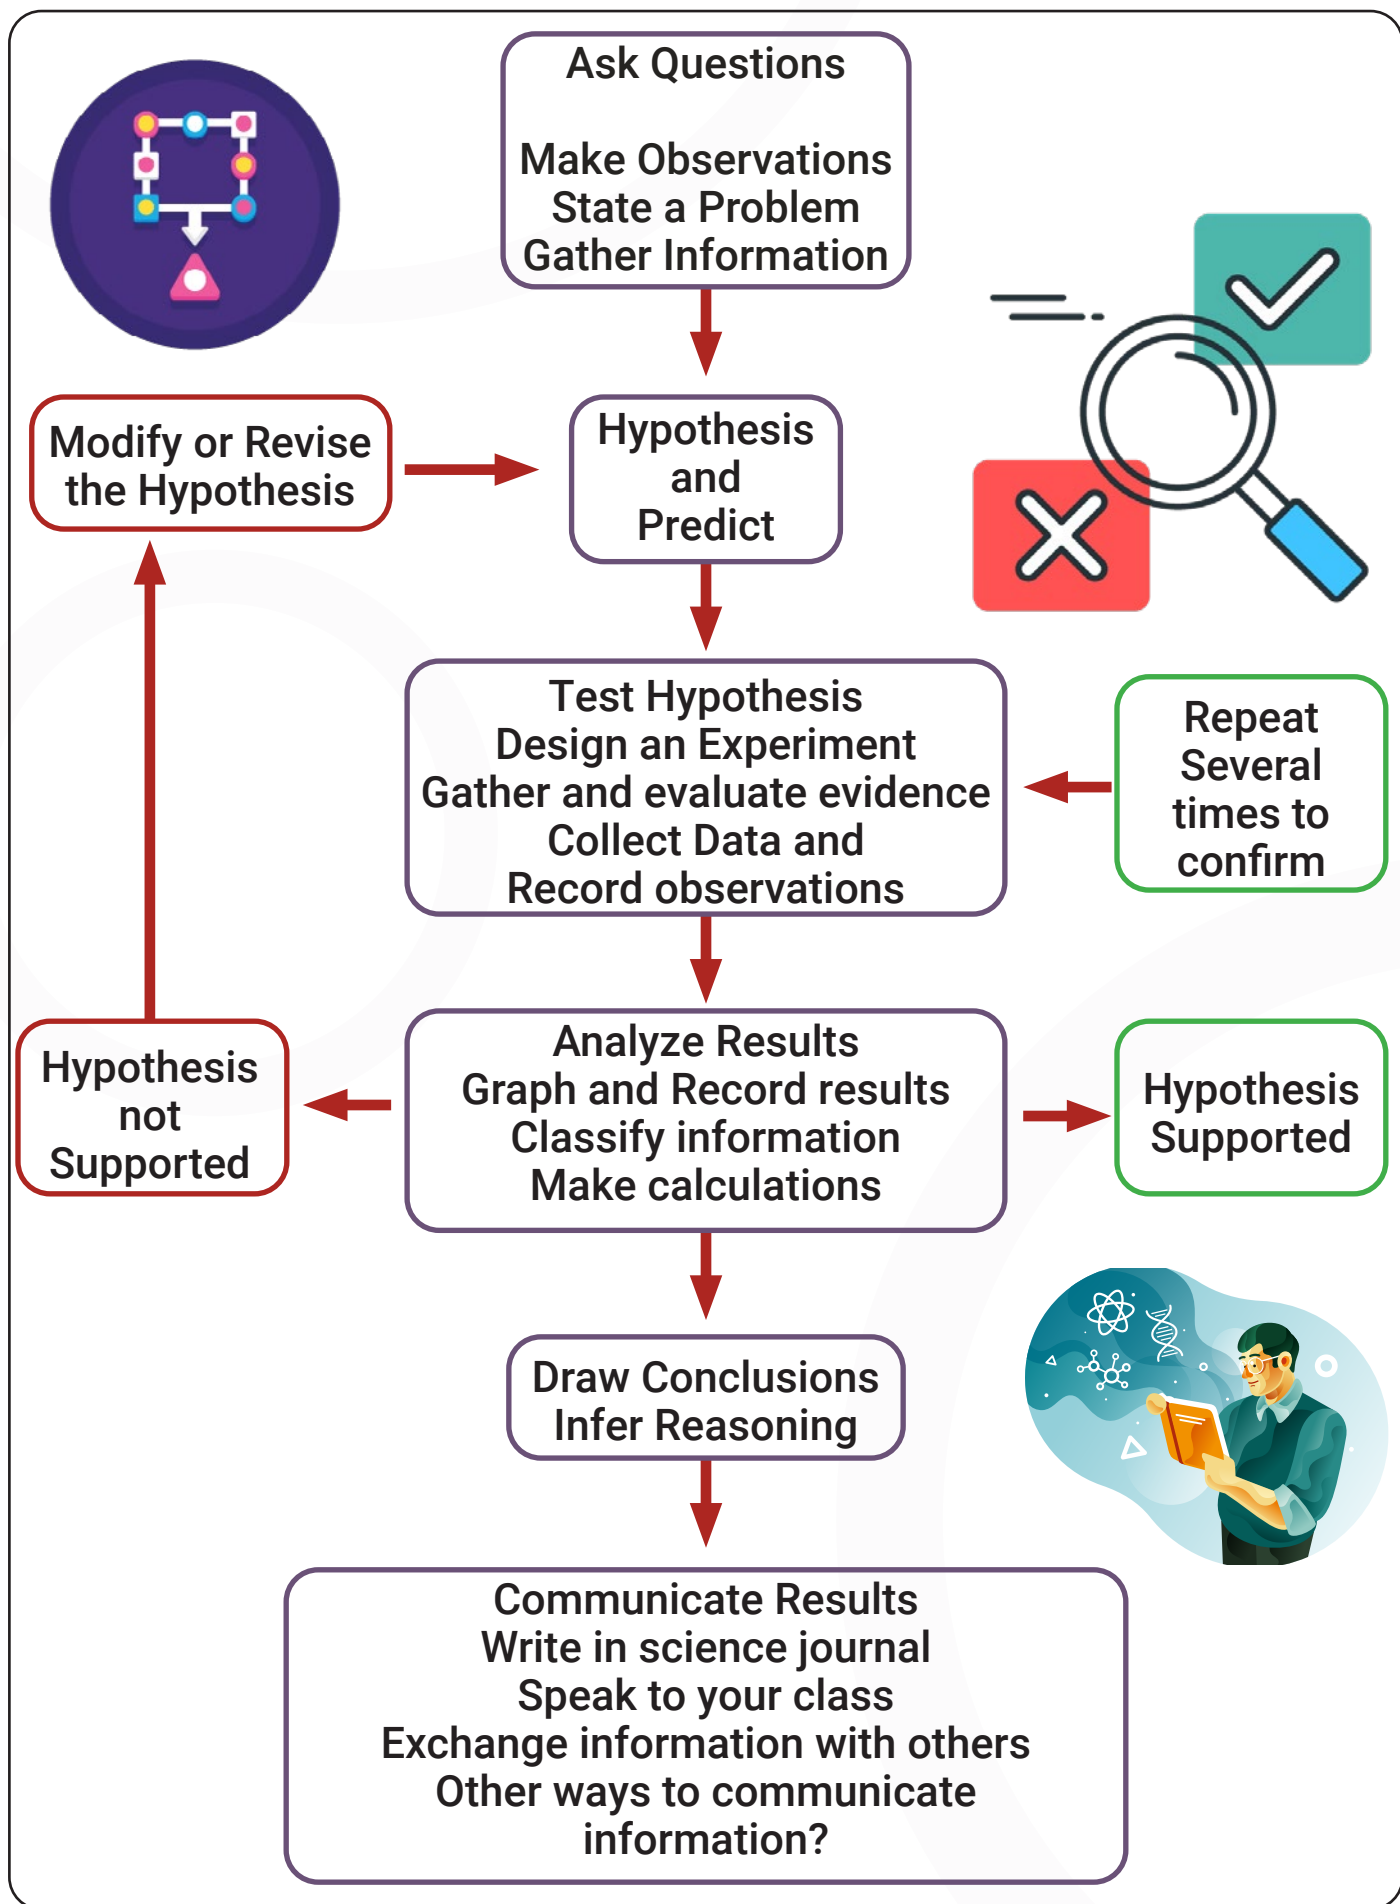 Ask Questions
Make Observations
State a Problem
Gather Information
Modify or Revise
the Hypothesis
Hypothesis
and
Predict
Test Hypothesis
Design an Experiment
Gather and evaluate evidence
Collect Data and
Record observations
Repeat
Several
times to
confirm
Hypothesis
not
Supported
Analyze Results
Graph and Record results
Classify information
Make calculations
Hypothesis
Supported
Draw Conclusions
Infer Reasoning
Communicate Results
Write in science journal
Speak to your class
Exchange information with others
Other ways to communicate
information?